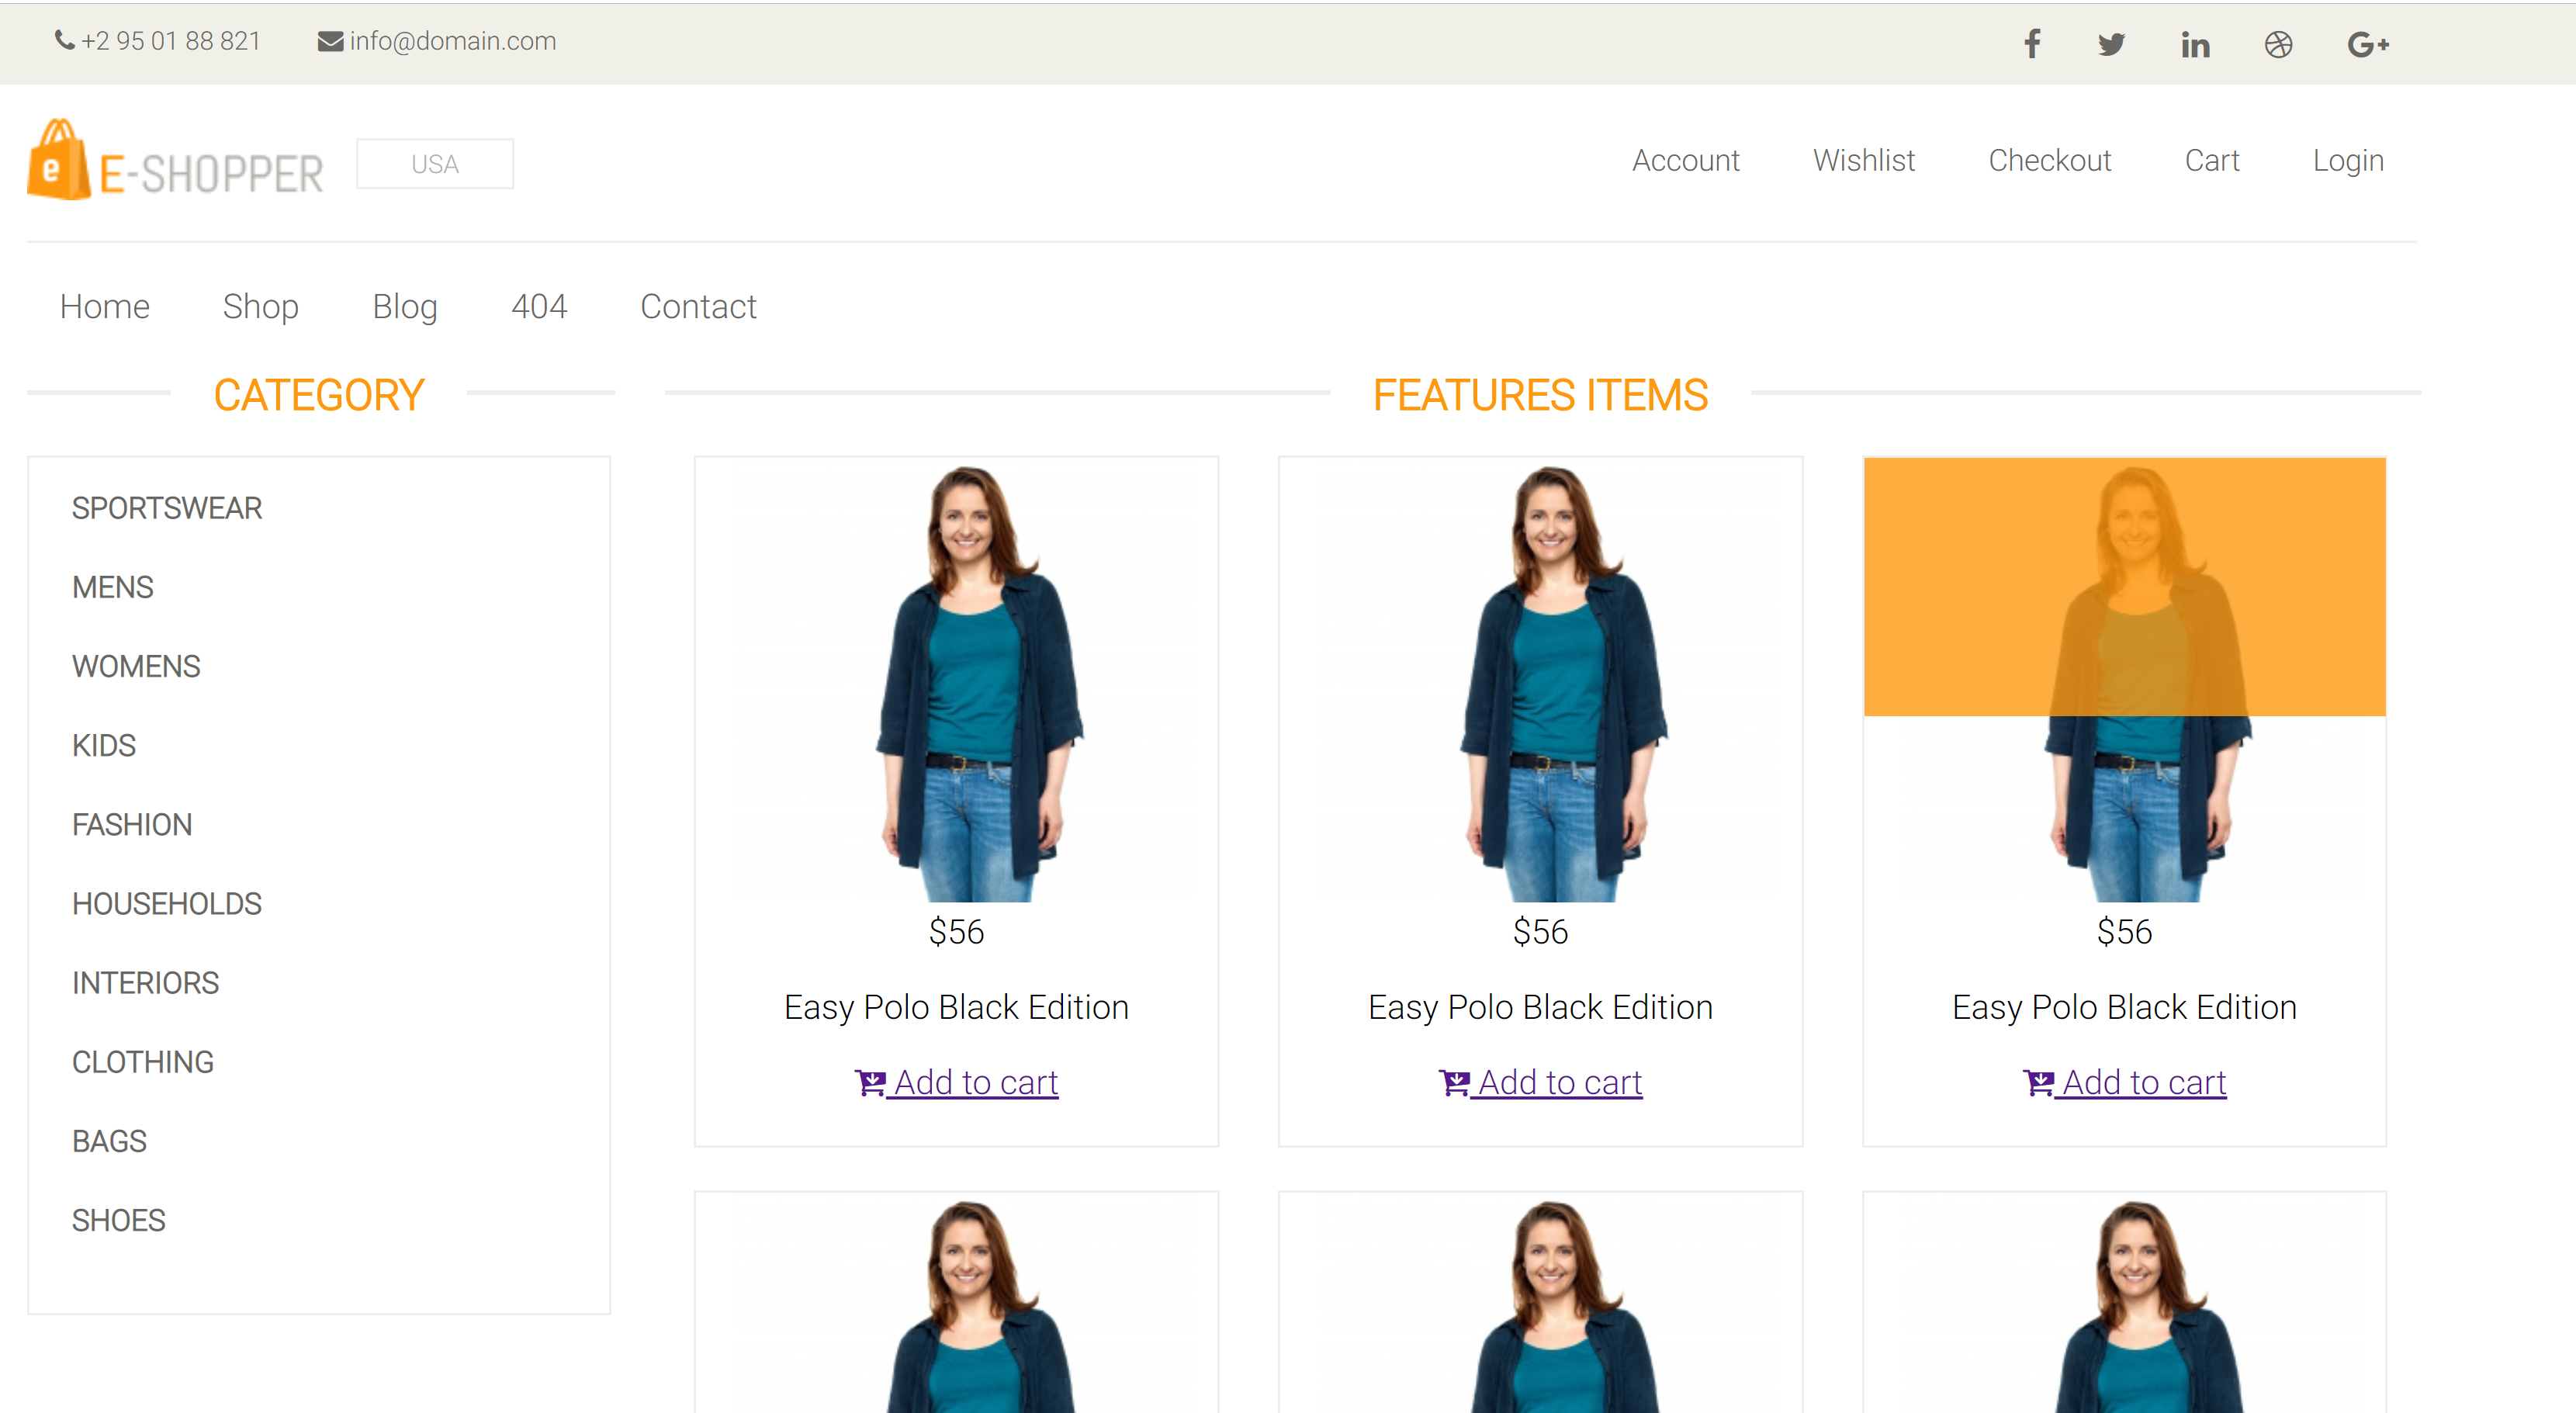 +2 95 01 88 821 info@domain.com
E-SHOPPER USA Account Wishlist Checkout Cart Login
Home Shop Blog 404 Contact
CATEGORY FEATURES ITEMS
SPORTSWEAR
MENS
WOMENS
KIDS
FASHION
HOUSEHOLDS
INTERIORS
CLOTHING
BAGS
SHOES
$56 $56 $56
Easy Polo Black Edition Easy Polo Black Edition Easy Polo Black Edition
Add to cart Add to cart Add to cart